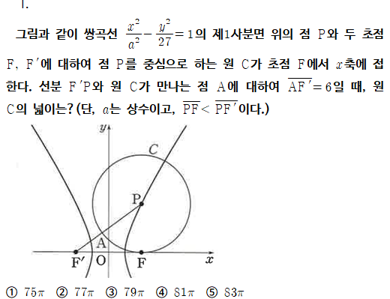 1.
그림과 같이 쌍곡선 x²/a² - y²/27 = 1의 제1사분면 위의 점 P와 두 초점
F, F′에 대하여 점 P를 중심으로 하는 원 C가 초점 F에서 x축에 접
한다. 선분 F′P와 원 C가 만나는 점 A에 대하여 AF′=6일 때, 원
C의 넓이는? (단, a는 상수이고, PF < PF′이다.)
y
C
P
A
F′ O F x
① 75π ② 77π ③ 79π ④ 81π ⑤ 83π